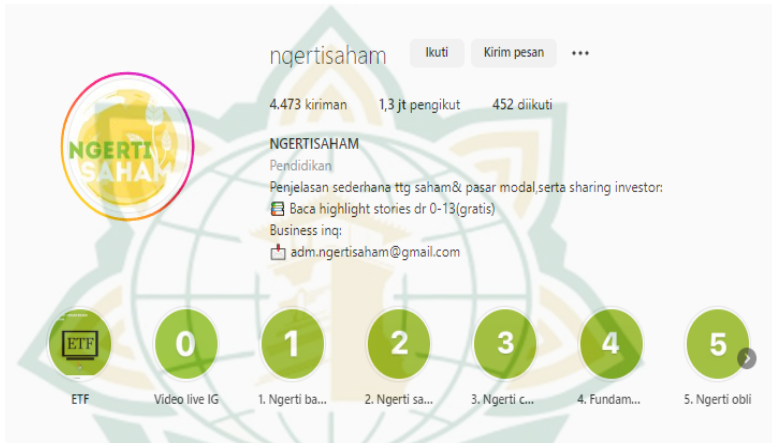 ngertisaham Ikuti Kirim pesan
4.473 kiriman 1,3 jt pengikut 452 diikuti
NGERTI
SAHAM
NGERTISAHAM
Pendidikan
Penjelasan sederhana ttg saham& pasar modal,serta sharing investor:
Baca highlight stories dr 0-13(gratis)
Business inq:
adm.ngertisaham@gmail.com
ETF 0 1 2 3 4 5
ETF Video live IG 1. Ngerti ba... 2. Ngerti sa... 3. Ngerti c... 4. Fundam... 5. Ngerti obli